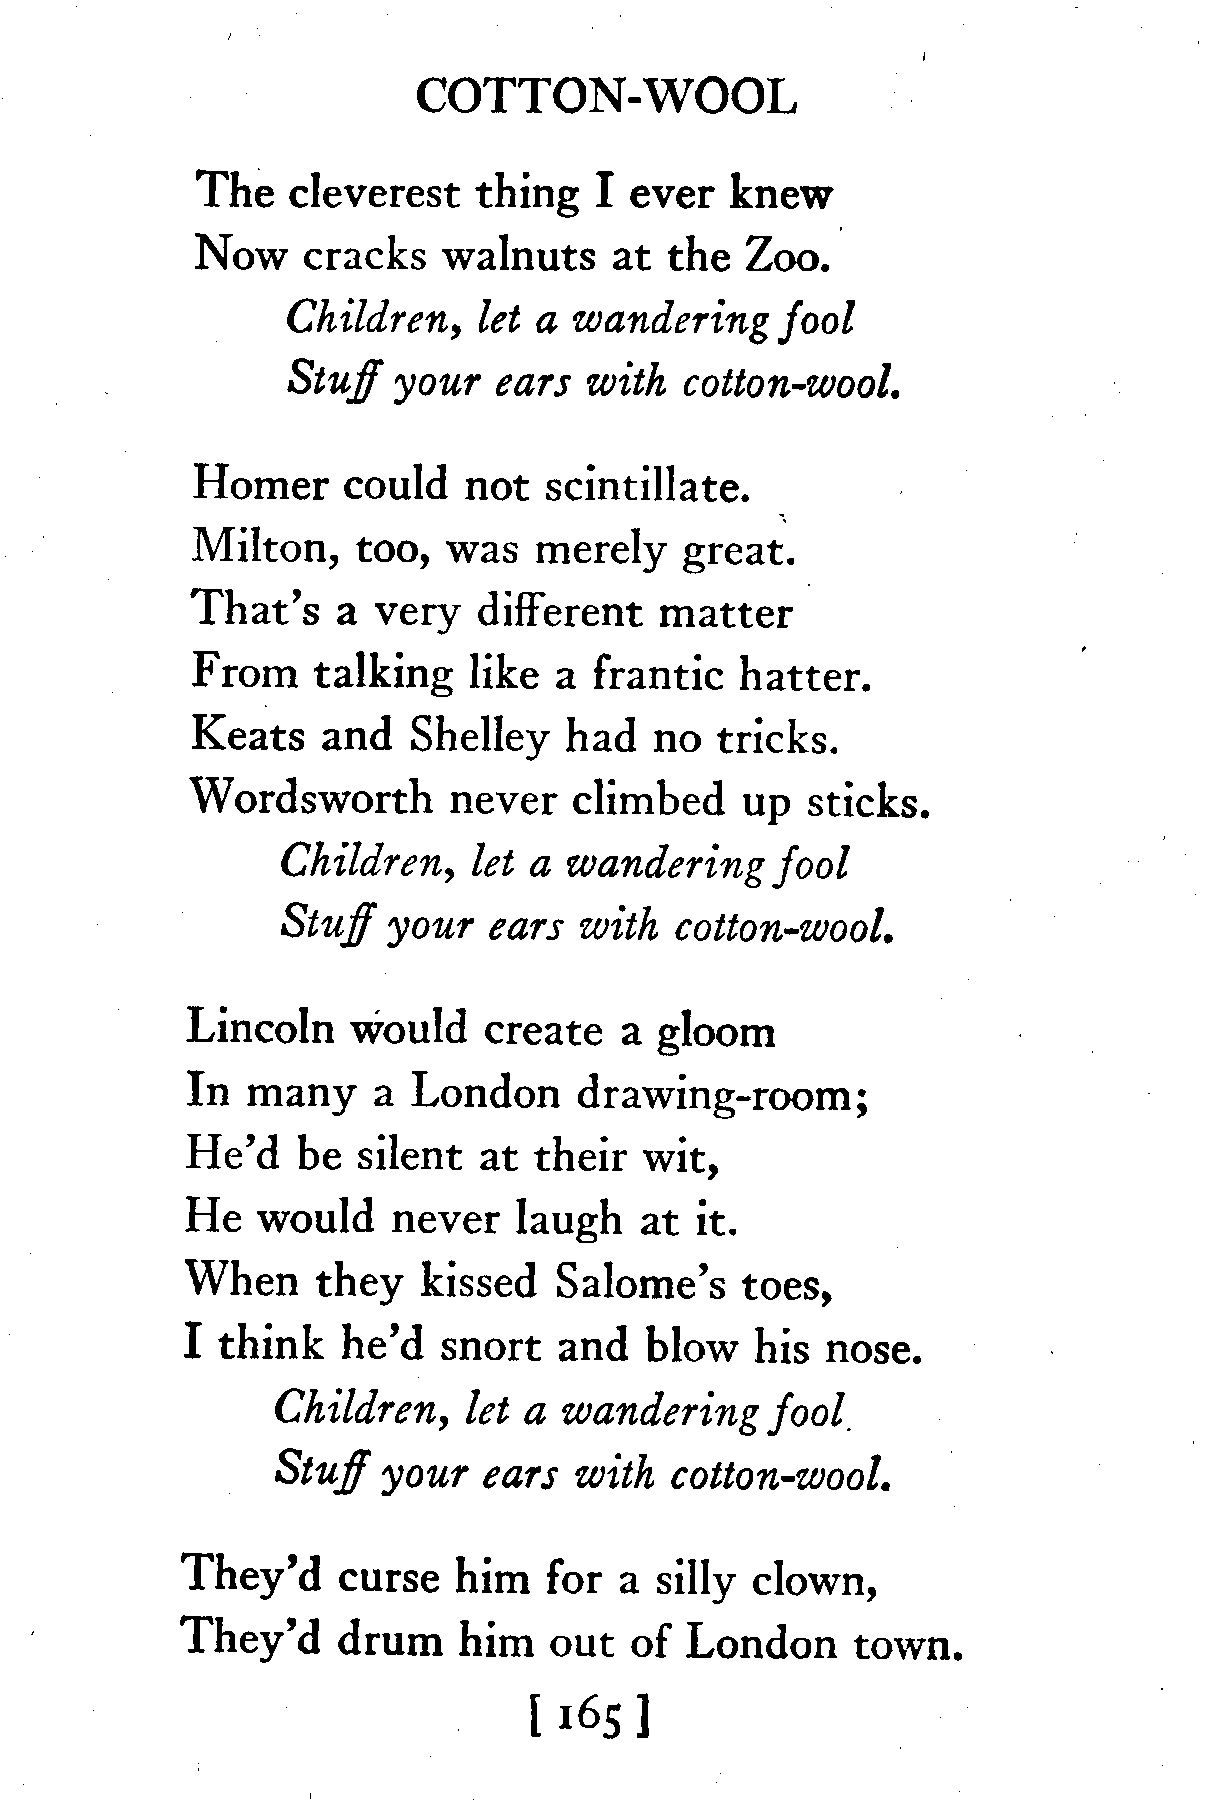 COTTON-WOOL
The cleverest thing I ever knew
Now cracks walnuts at the Zoo.
Children, let a wandering fool
Stuff your ears with cotton-wool.
Homer could not scintillate.
Milton, too, was merely great.
That's a very different matter
From talking like a frantic hatter.
Keats and Shelley had no tricks.
Wordsworth never climbed up sticks.
Children, let a wandering fool
Stuff your ears with cotton-wool.
Lincoln would create a gloom
In many a London drawing-room;
He'd be silent at their wit,
He would never laugh at it.
When they kissed Salome's toes,
I think he'd snort and blow his nose.
Children, let a wandering fool
Stuff your ears with cotton-wool.
They'd curse him for a silly clown,
They'd drum him out of London town.
[ 165 ]